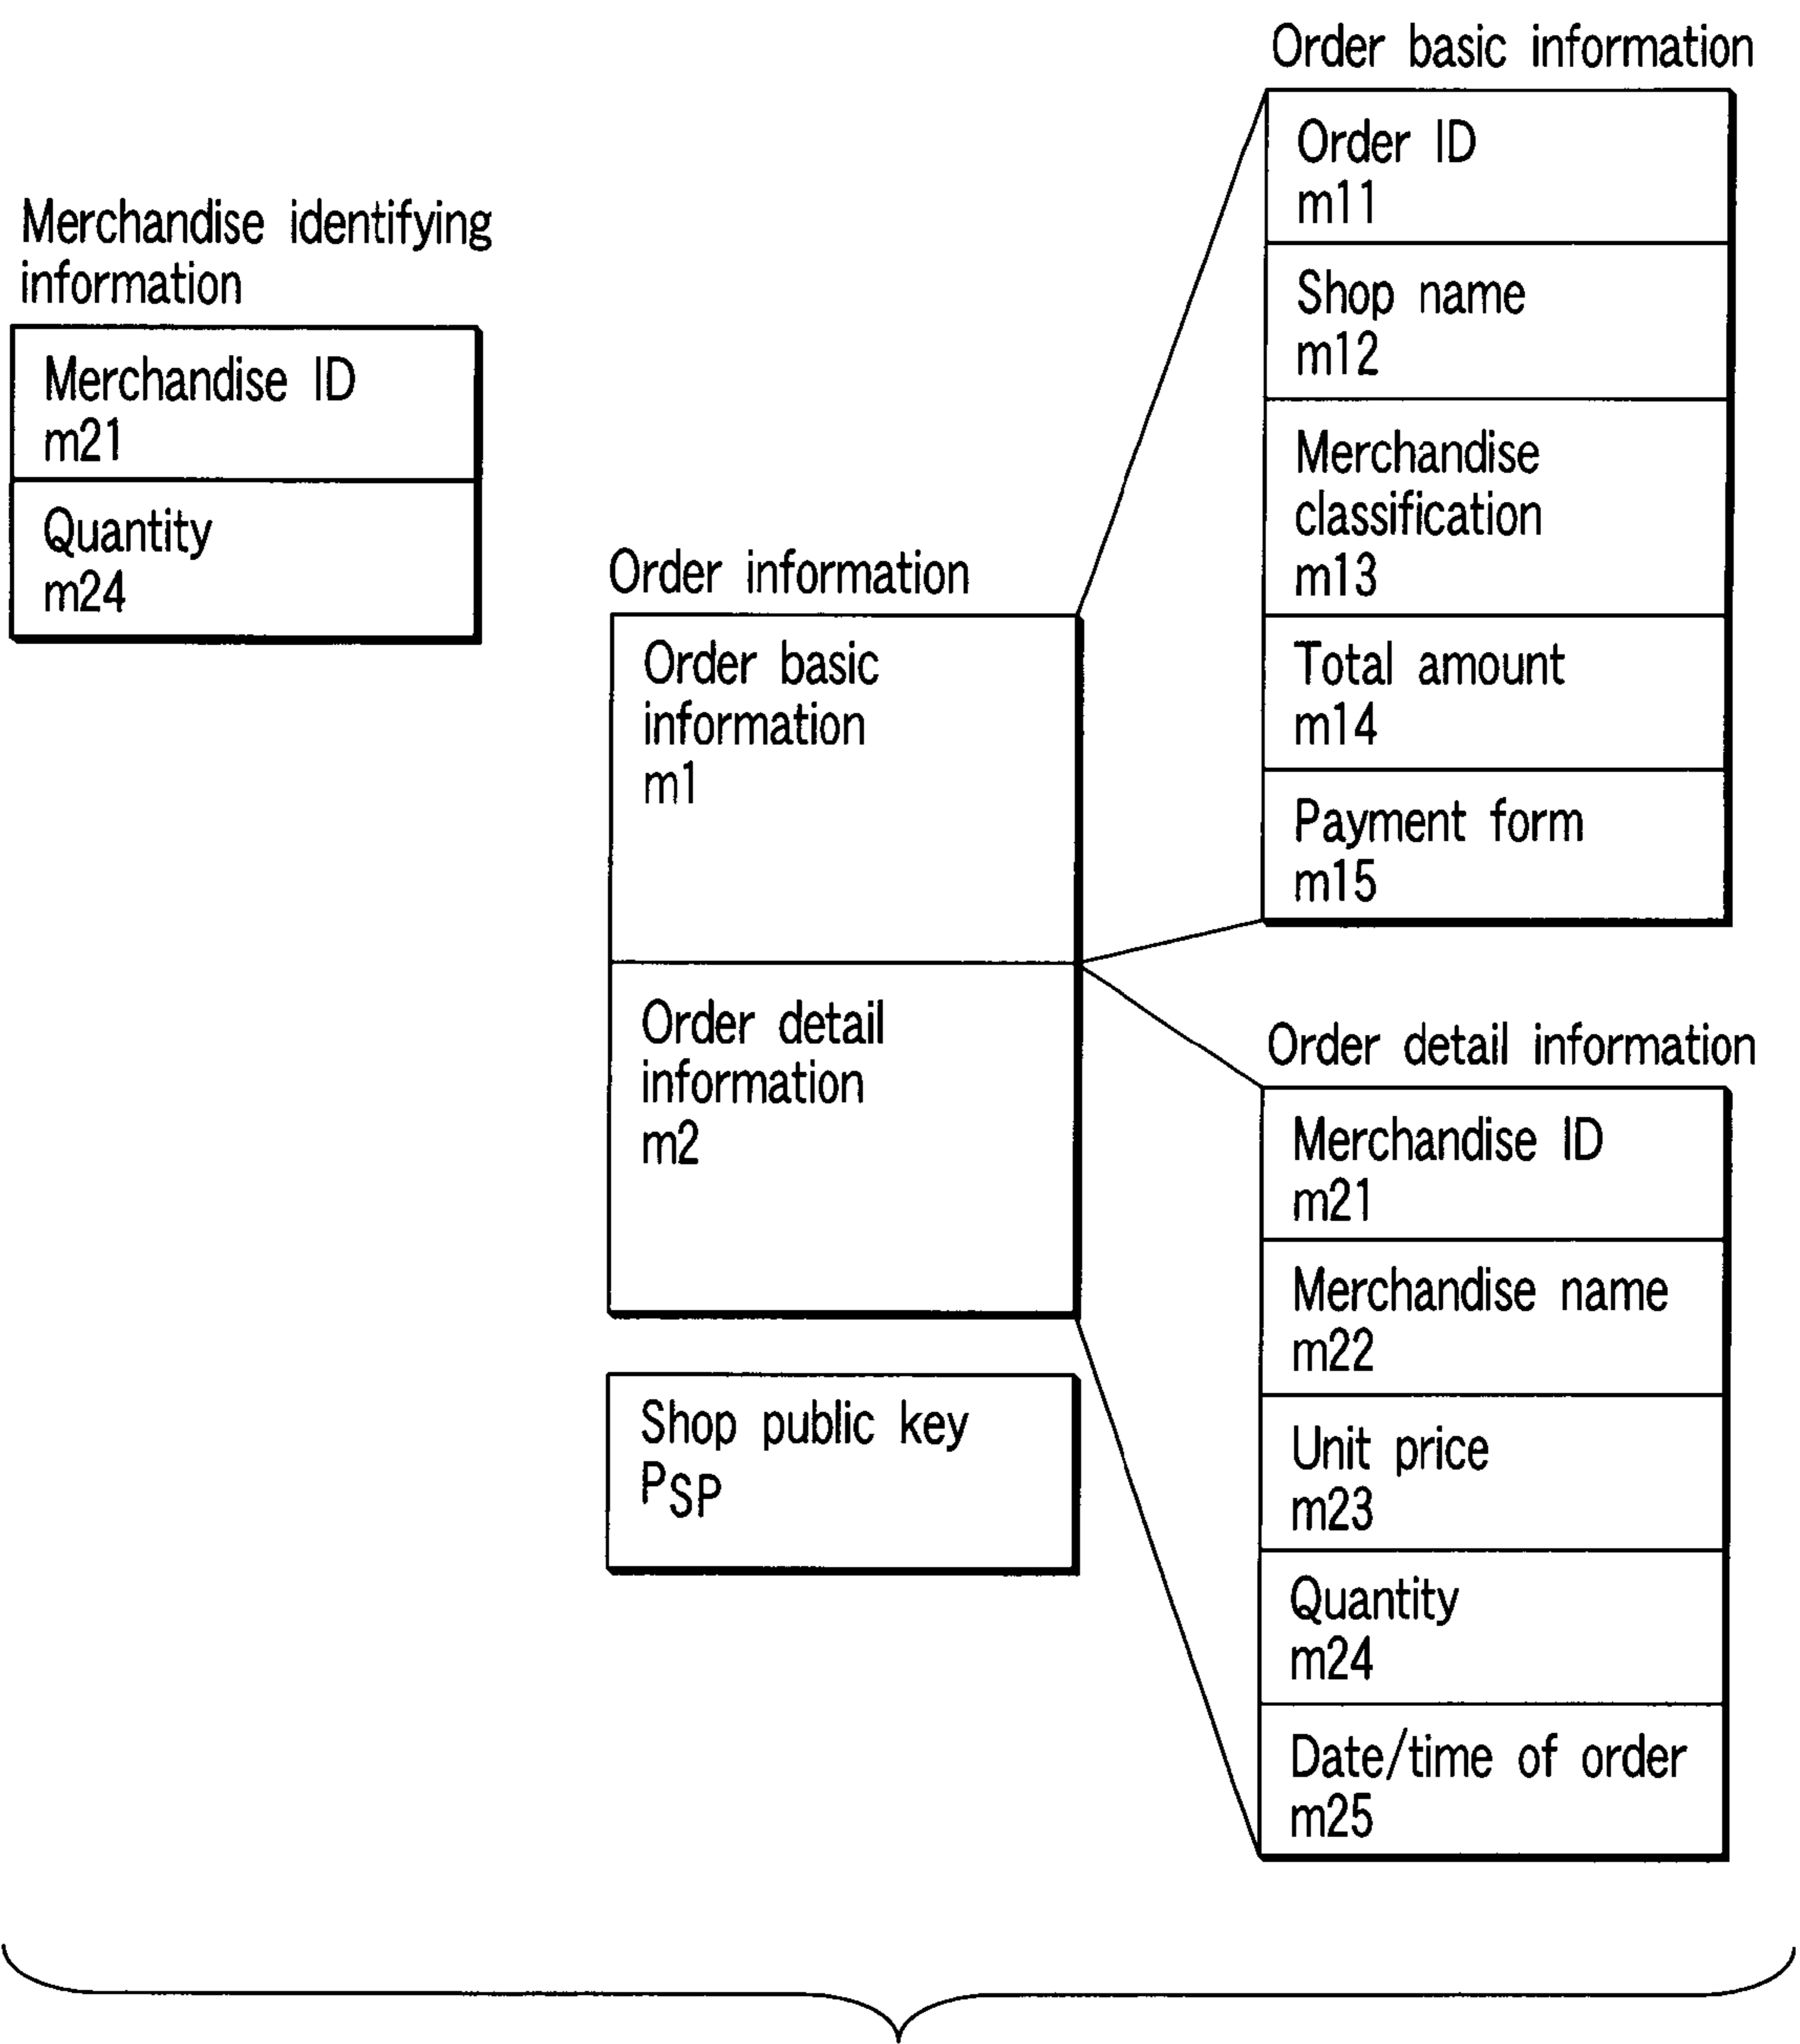 Merchandise identifying
information
Merchandise ID
m21
Quantity
m24
Order information
Order basic
information
m1
Order detail
information
m2
Shop public key
PSP
Order basic information
Order ID
m11
Shop name
m12
Merchandise
classification
m13
Total amount
m14
Payment form
m15
Order detail information
Merchandise ID
m21
Merchandise name
m22
Unit price
m23
Quantity
m24
Date/time of order
m25